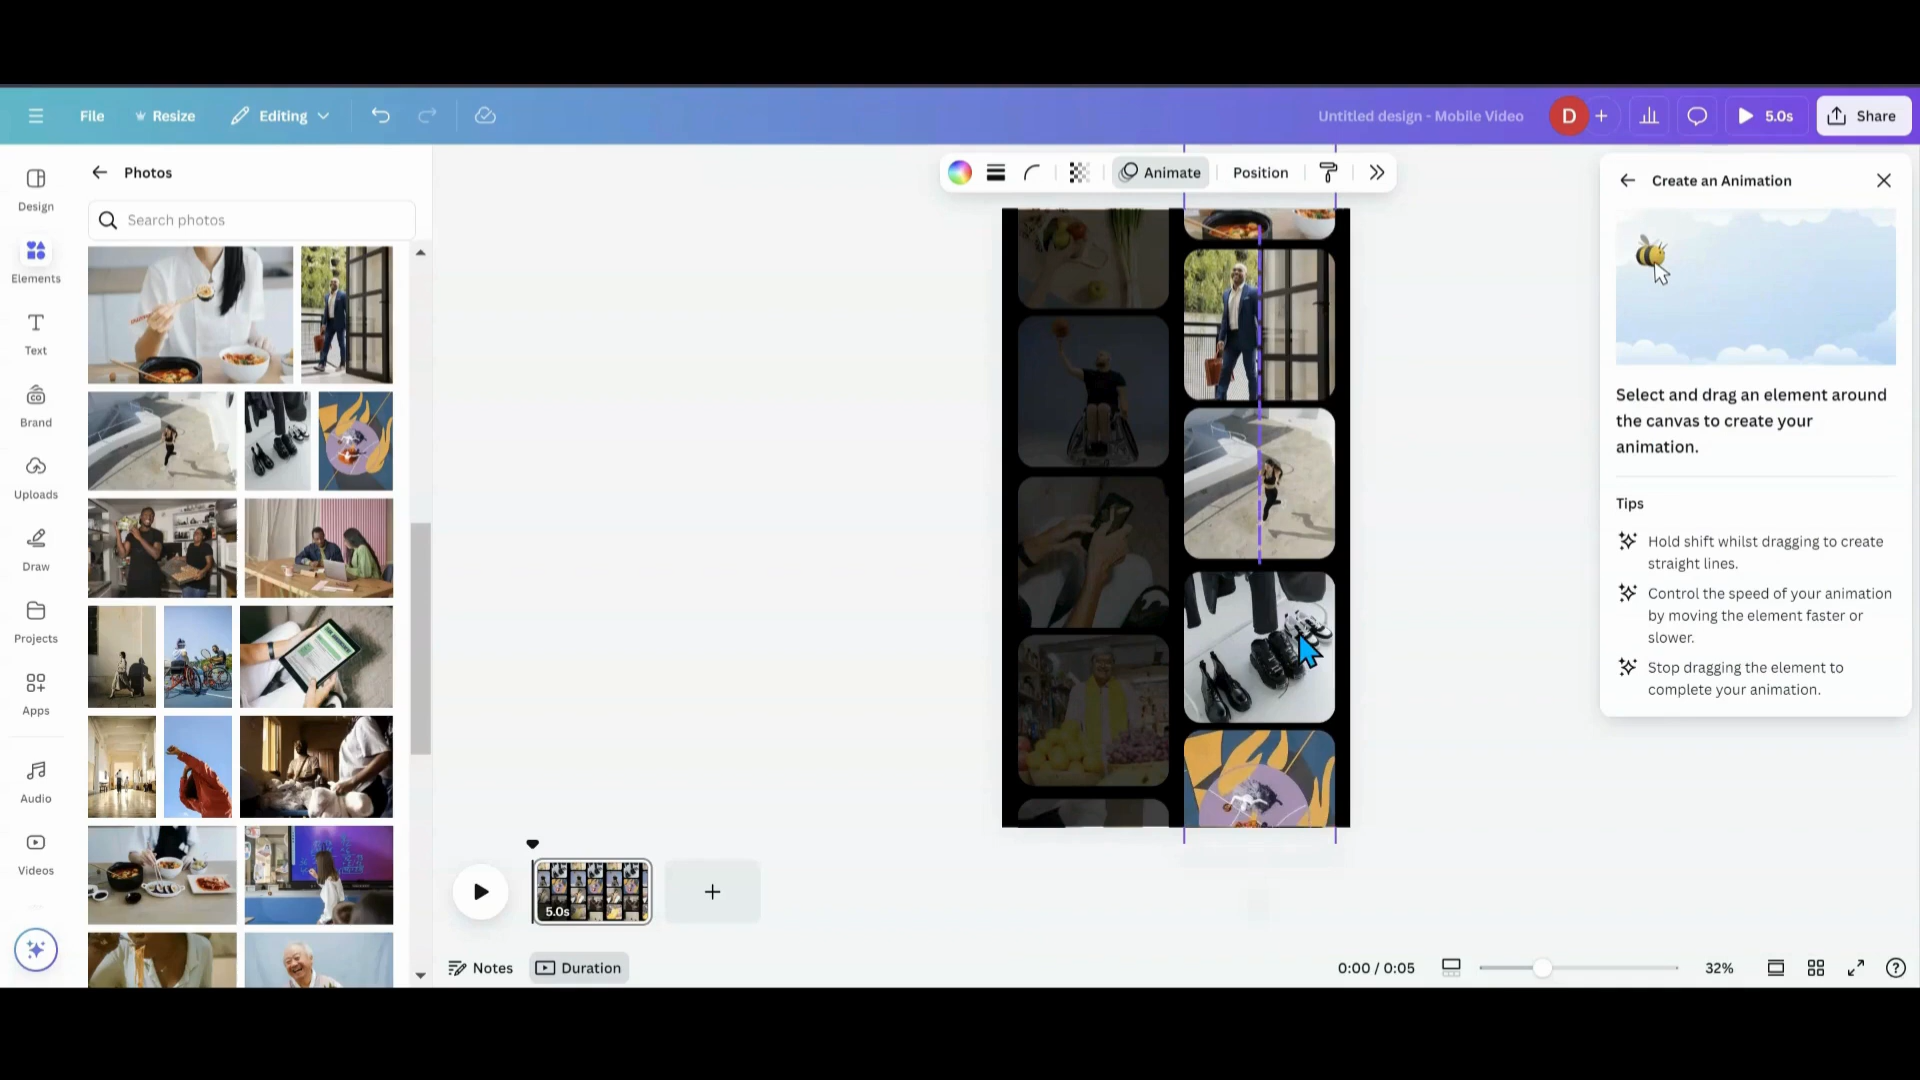 File
Resize
Editing
Untitled design - Mobile Video
D
5.0s
Share
Design
Elements
Text
Brand
CO
Uploads
Draw
Projects
Apps
Audio
Videos
Photos
Search photos
Animate
Position
Create an Animation
Select and drag an element around
the canvas to create your
animation.
Tips
Hold shift whilst dragging to create
straight lines.
Control the speed of your animation
by moving the element faster or
slower.
Stop dragging the element to
complete your animation.
5.0s
Notes
Duration
0:00 / 0:05
32%